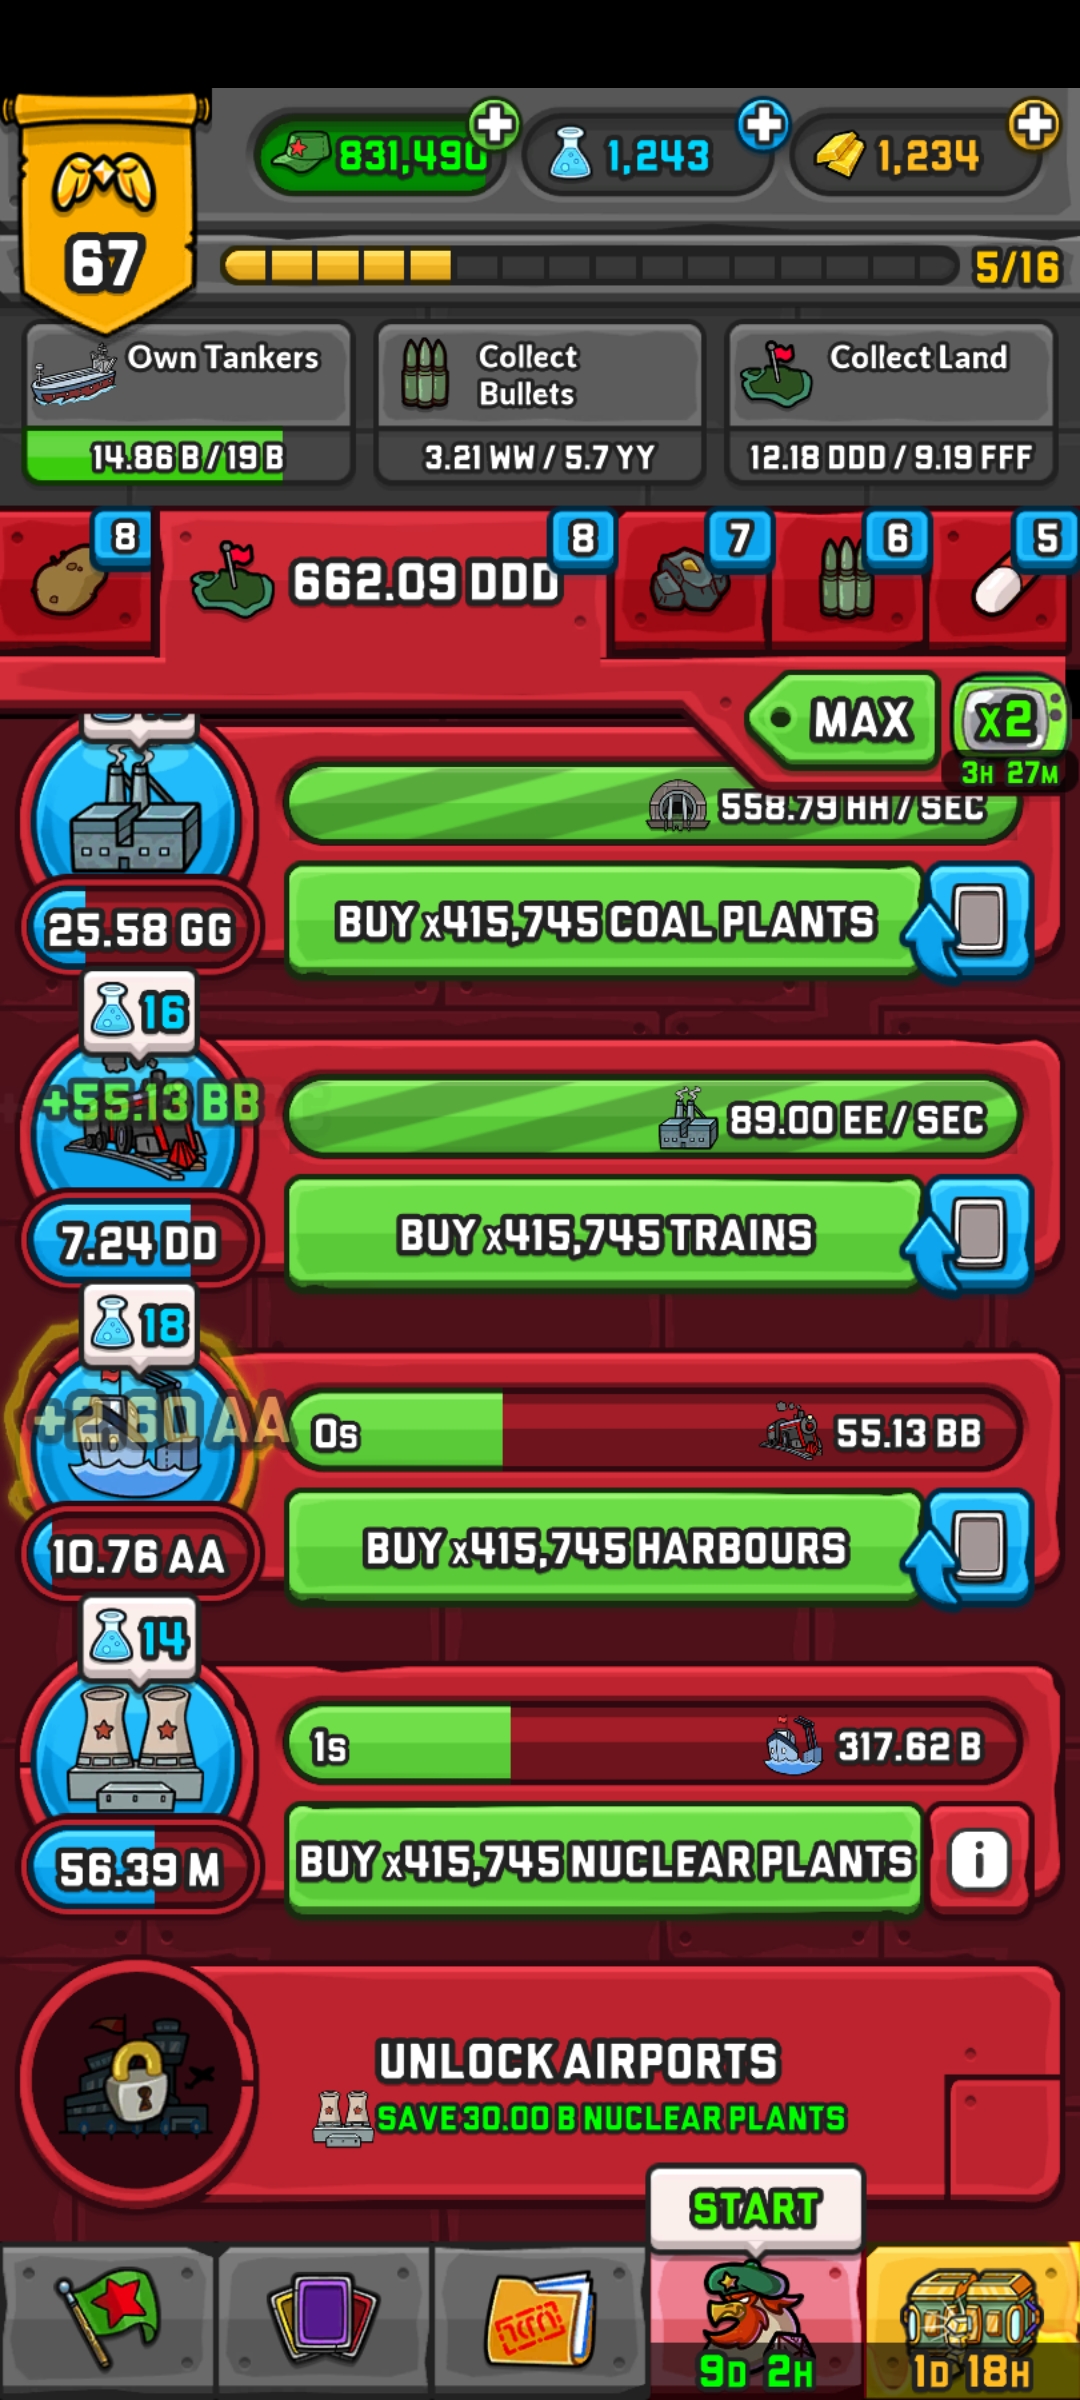 831,490
1,243
1,234
67
5/16
Own Tankers
14.86 B / 19 B
Collect
Bullets
3.21 WW / 5.7 YY
Collect Land
12.18 DDD / 9.19 FFF
8
662.09 DDD
8
7
6
5
MAX
x2
3H 27M
558.79 HH / SEC
BUY x415,745 COAL PLANTS
25.58 GG
16
+55.13 BB
89.00 EE / SEC
BUY x415,745 TRAINS
7.24 DD
18
+2.60 AA
0s
55.13 BB
BUY x415,745 HARBOURS
10.76 AA
14
1s
317.62 B
BUY x415,745 NUCLEAR PLANTS
i
56.39 M
UNLOCK AIRPORTS
SAVE 30.00 B NUCLEAR PLANTS
START
9D 2H
1D 18H